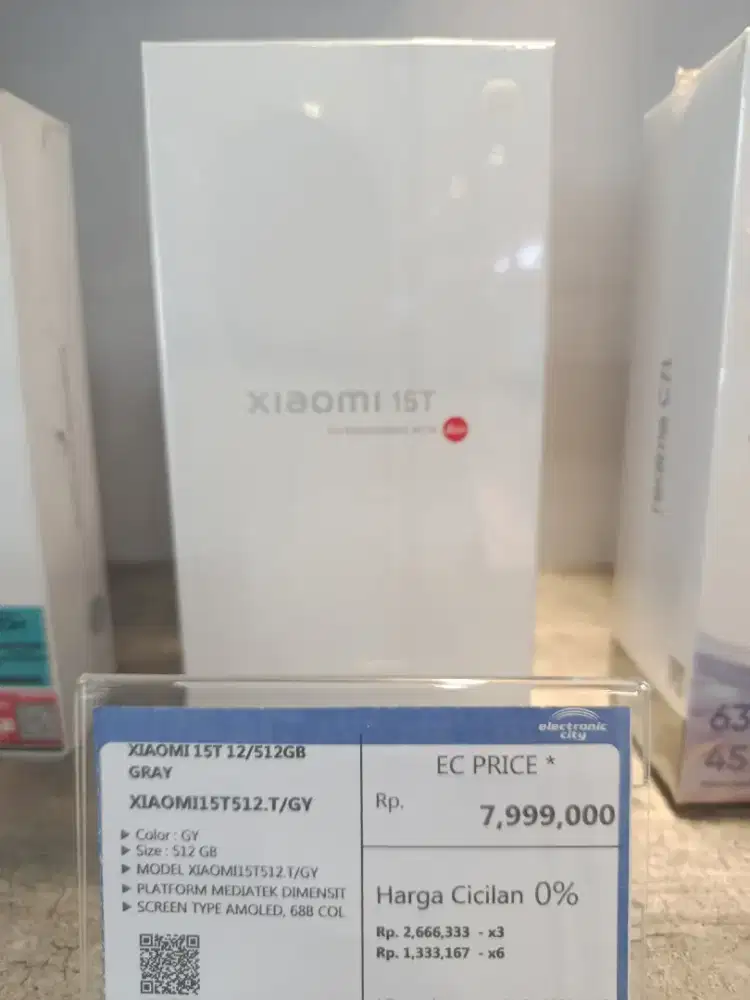 XIAOMI 15T
electronic
city
XIAOMI 15T 12/512GB
GRAY
XIAOMI15T512.T/GY
▶ Color : GY
▶ Size : 512 GB
▶ MODEL XIAOMI15T512.T/GY
▶ PLATFORM MEDIATEK DIMENSIT
▶ SCREEN TYPE AMOLED, 68B COL
EC PRICE *
Rp.
7,999,000
Harga Cicilan 0%
Rp. 2,666,333 - x3
Rp. 1,333,167 - x6
63
45